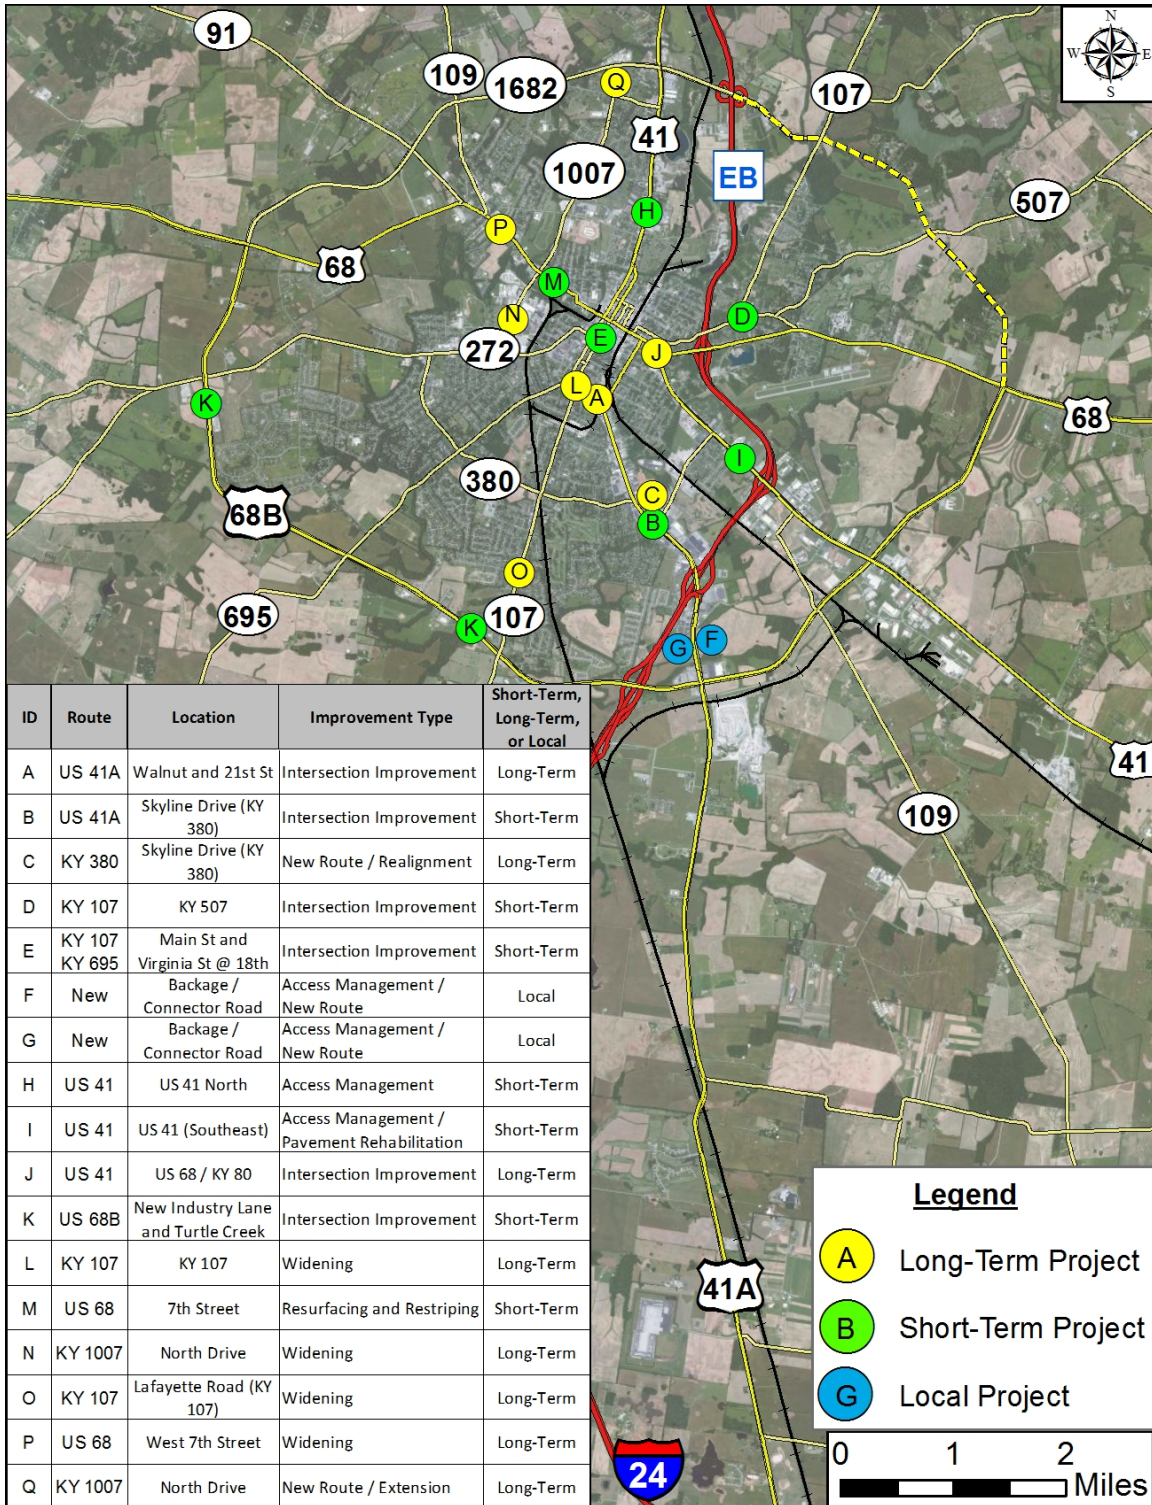 91
109
1682
Q
107
N
W E
S
41
1007
EB
507
H
P
68
M
N
D
272
E
J
L A
K
68
I
380
C
68B
B
O
695
107
K
G F
ID Route Location Improvement Type Short-Term,
Long-Term,
or Local
A US 41A Walnut and 21st St Intersection Improvement Long-Term
B US 41A Skyline Drive (KY
380) Intersection Improvement Short-Term
C KY 380 Skyline Drive (KY
380) New Route / Realignment Long-Term
D KY 107 KY 507 Intersection Improvement Short-Term
E KY 107
KY 695 Main St and
Virginia St @ 18th Intersection Improvement Short-Term
F New Backage /
Connector Road Access Management /
New Route Local
G New Backage /
Connector Road Access Management /
New Route Local
H US 41 US 41 North Access Management Short-Term
I US 41 US 41 (Southeast) Access Management /
Pavement Rehabilitation Short-Term
J US 41 US 68 / KY 80 Intersection Improvement Long-Term
K US 68B New Industry Lane
and Turtle Creek Intersection Improvement Short-Term
L KY 107 KY 107 Widening Long-Term
M US 68 7th Street Resurfacing and Restriping Short-Term
N KY 1007 North Drive Widening Long-Term
O KY 107 Lafayette Road (KY
107) Widening Long-Term
P US 68 West 7th Street Widening Long-Term
Q KY 1007 North Drive New Route / Extension Long-Term
41
109
41A
24
Legend
A Long-Term Project
B Short-Term Project
G Local Project
0 1 2
Miles